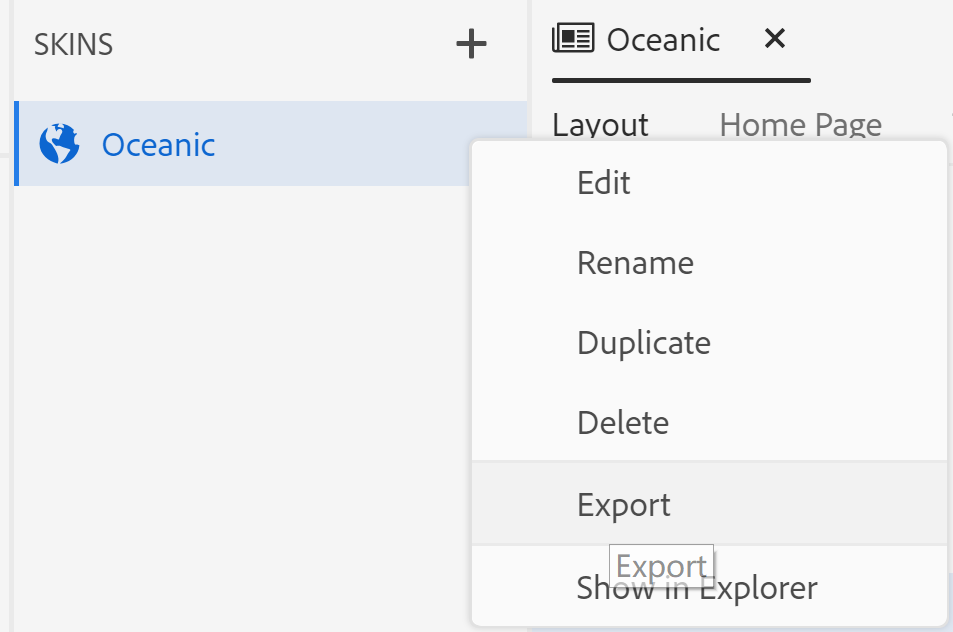 SKINS
Oceanic
Oceanic
Layout Home Page
Edit
Rename
Duplicate
Delete
Export
Export
Show in Explorer